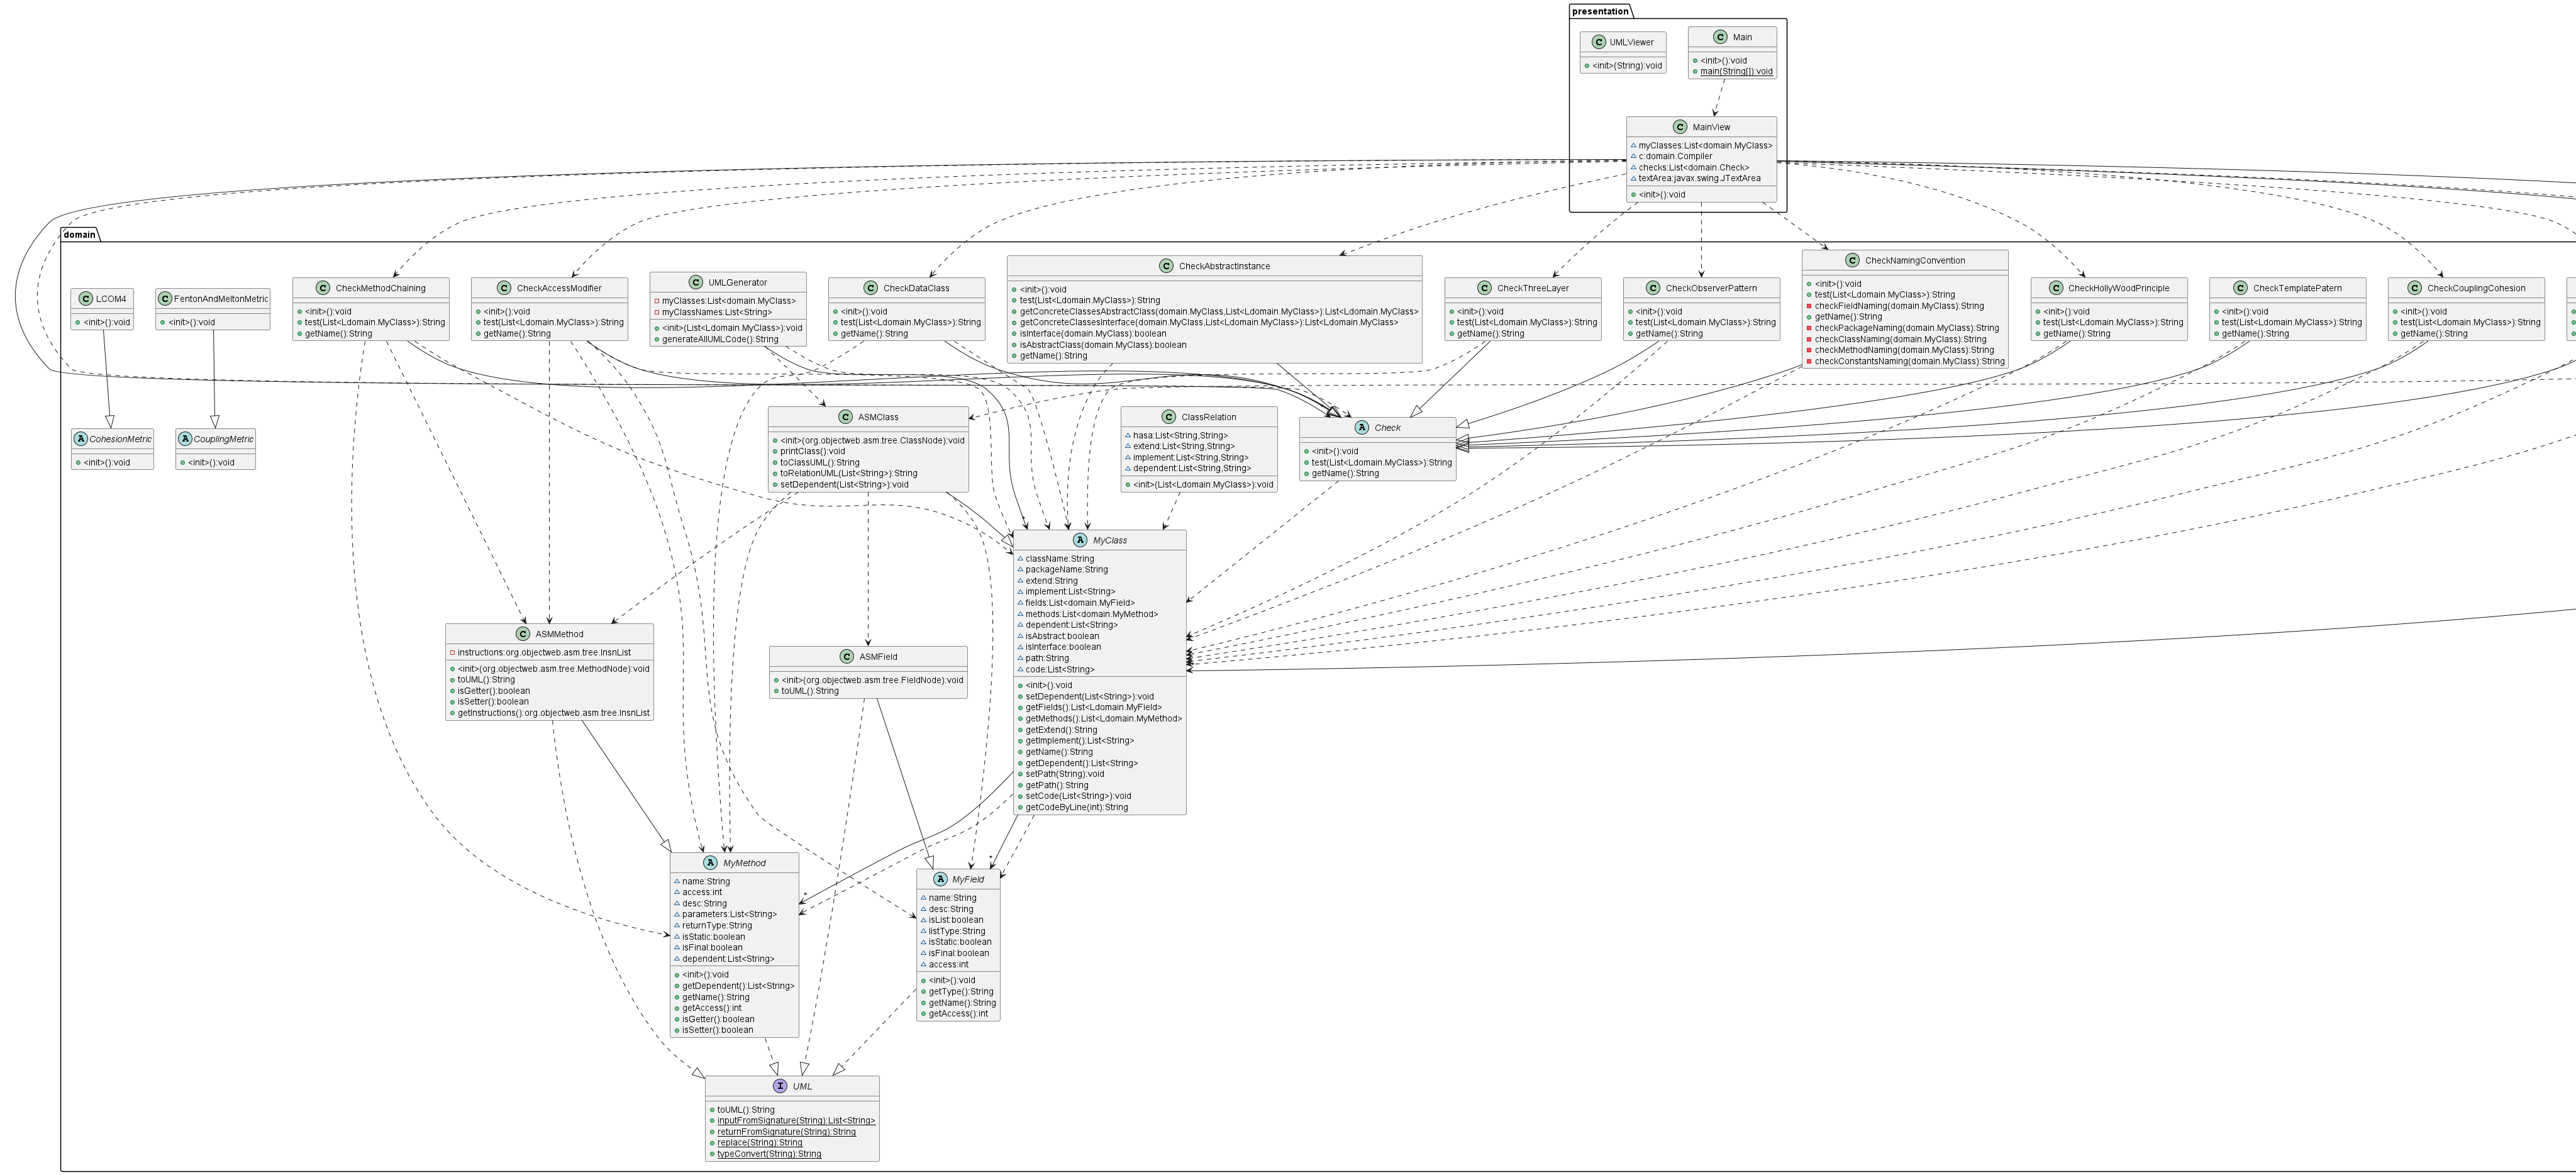 presentation
C UMLViewer
<init>(String):void
C Main
<init>():void
main(String[]):void
C MainView
myClasses:List<domain.MyClass>
c:domain.Compiler
checks:List<domain.Check>
textArea:javax.swing.JTextArea
<init>():void
domain
C LCOM4
<init>():void
C FentonAndMeltonMetric
<init>():void
C CheckMethodChaining
<init>():void
test(List<Ldomain.MyClass>):String
getName():String
C CheckAccessModifier
<init>():void
test(List<Ldomain.MyClass>):String
getName():String
C UMLGenerator
myClasses:List<domain.MyClass>
myClassNames:List<String>
<init>(List<Ldomain.MyClass>):void
generateAllUMLCode():String
C CheckDataClass
<init>():void
test(List<Ldomain.MyClass>):String
getName():String
C CheckAbstractInstance
<init>():void
test(List<Ldomain.MyClass>):String
getConcreteClassesAbstractClass(domain.MyClass,List<Ldomain.MyClass>):List<Ldomain.MyClass>
getConcreteClassesInterface(domain.MyClass,List<Ldomain.MyClass>):List<Ldomain.MyClass>
isInterface(domain.MyClass):boolean
isAbstractClass(domain.MyClass):boolean
getName():String
C CheckThreeLayer
<init>():void
test(List<Ldomain.MyClass>):String
getName():String
C CheckObserverPattern
<init>():void
test(List<Ldomain.MyClass>):String
getName():String
C CheckNamingConvention
<init>():void
test(List<Ldomain.MyClass>):String
checkFieldNaming(domain.MyClass):String
getName():String
checkPackageNaming(domain.MyClass):String
checkClassNaming(domain.MyClass):String
checkMethodNaming(domain.MyClass):String
checkConstantsNaming(domain.MyClass):String
C CheckHollyWoodPrinciple
<init>():void
test(List<Ldomain.MyClass>):String
getName():String
C CheckTemplatePatern
<init>():void
test(List<Ldomain.MyClass>):String
getName():String
C CheckCouplingCohesion
<init>():void
test(List<Ldomain.MyClass>):String
getName():String
A CohesionMetric
<init>():void
A CouplingMetric
<init>():void
C ASMClass
<init>(org.objectweb.asm.tree.ClassNode):void
printClass():void
toClassUML():String
toRelationUML(List<String>):String
setDependent(List<String>):void
C ClassRelation
hasa:List<String,String>
extend:List<String,String>
implement:List<String,String>
dependent:List<String,String>
<init>(List<Ldomain.MyClass>):void
A Check
<init>():void
test(List<Ldomain.MyClass>):String
getName():String
A MyClass
className:String
packageName:String
extend:String
implement:List<String>
fields:List<domain.MyField>
methods:List<domain.MyMethod>
dependent:List<String>
isAbstract:boolean
isInterface:boolean
path:String
code:List<String>
<init>():void
setDependent(List<String>):void
getFields():List<Ldomain.MyField>
getMethods():List<Ldomain.MyMethod>
getExtend():String
getImplement():List<String>
getName():String
getDependent():List<String>
setPath(String):void
getPath():String
setCode(List<String>):void
getCodeByLine(int):String
C ASMMethod
instructions:org.objectweb.asm.tree.InsnList
<init>(org.objectweb.asm.tree.MethodNode):void
toUML():String
isGetter():boolean
isSetter():boolean
getInstructions():org.objectweb.asm.tree.InsnList
C ASMField
<init>(org.objectweb.asm.tree.FieldNode):void
toUML():String
A MyMethod
name:String
access:int
desc:String
parameters:List<String>
returnType:String
isStatic:boolean
isFinal:boolean
dependent:List<String>
<init>():void
getDependent():List<String>
getName():String
getAccess():int
isGetter():boolean
isSetter():boolean
A MyField
name:String
desc:String
isList:boolean
listType:String
isStatic:boolean
isFinal:boolean
access:int
<init>():void
getType():String
getName():String
getAccess():int
I UML
toUML():String
inputFromSignature(String):List<String>
returnFromSignature(String):String
replace(String):String
typeConvert(String):String